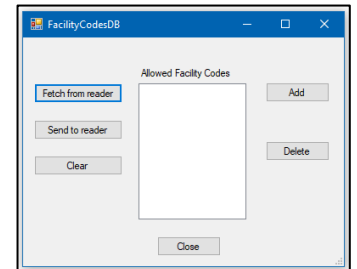 FacilityCodesDB
Allowed Facility Codes
Fetch from reader
Add
Send to reader
Delete
Clear
Close